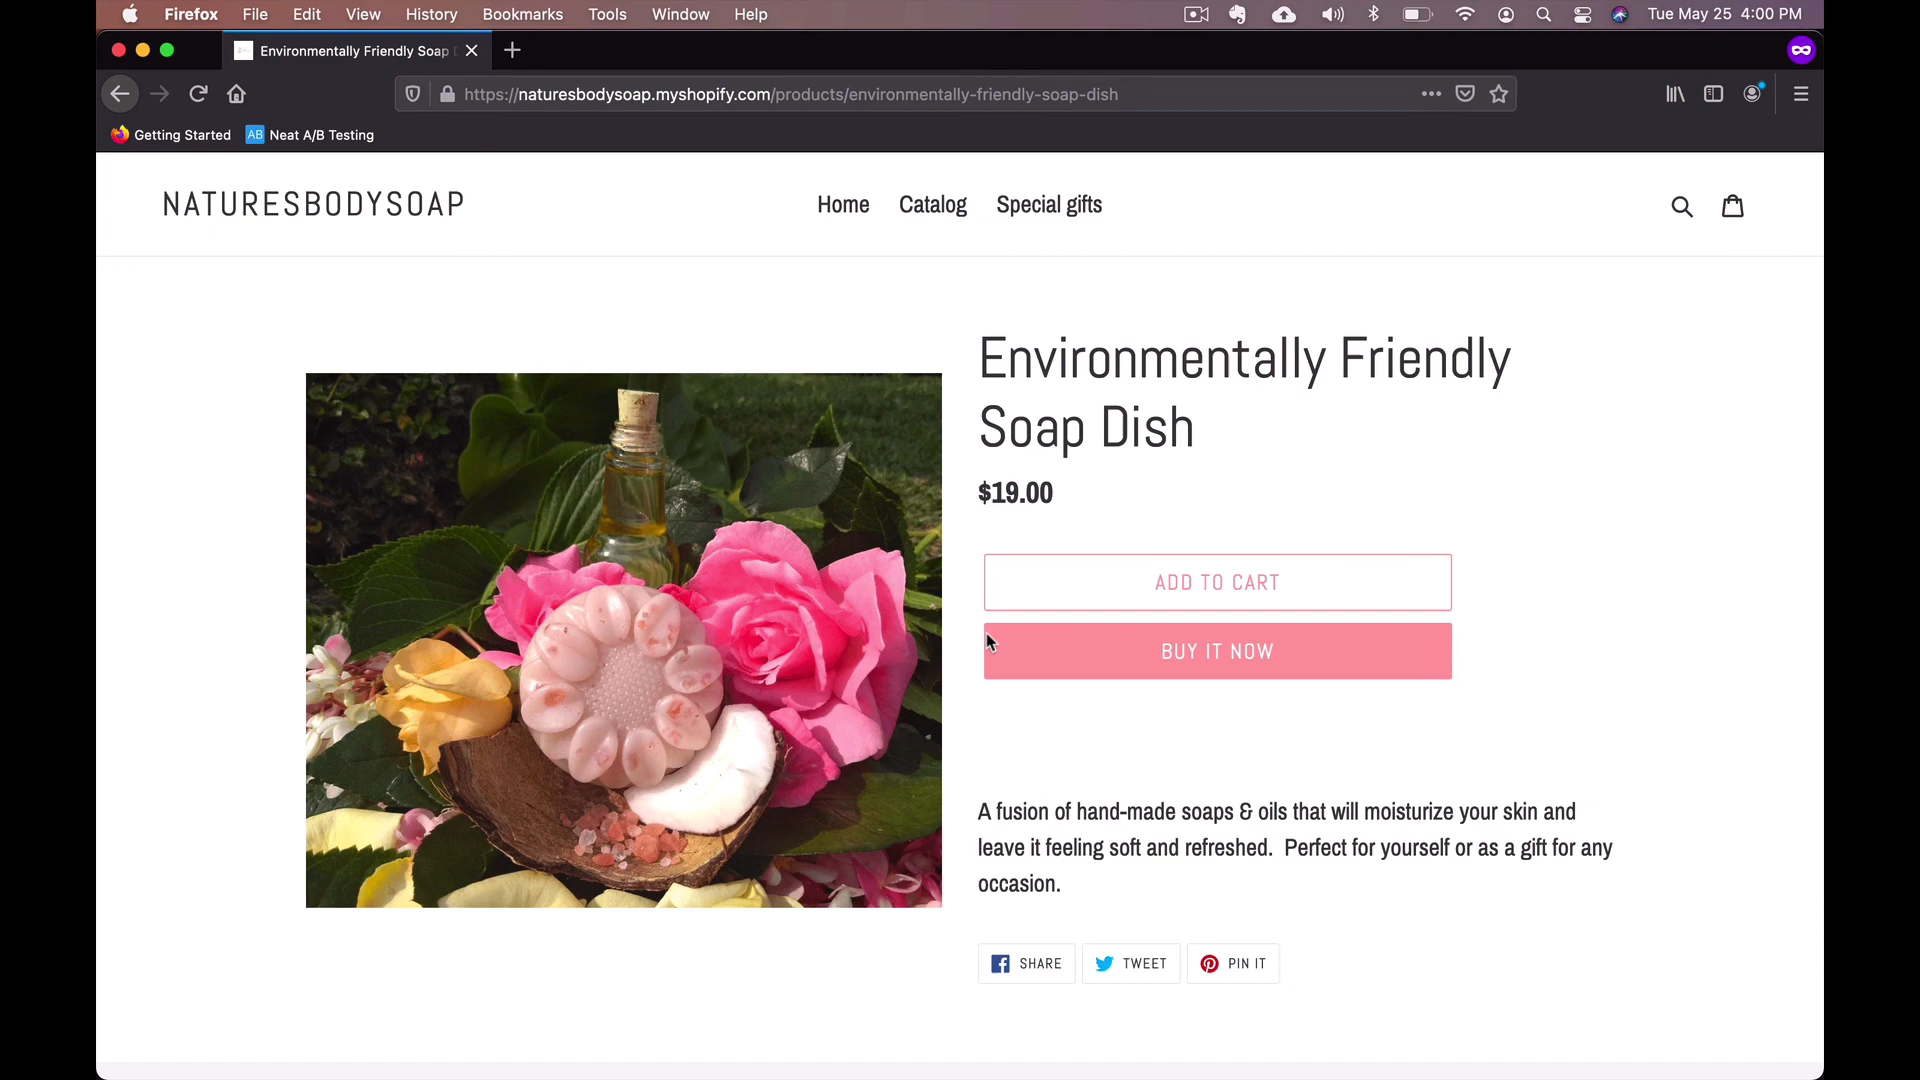 Firefox File Edit View History Bookmarks Tools Window Help Tue May 25 4:00 PM
Environmentally Friendly Soap
https://naturesbodysoap.myshopify.com/products/environmentally-friendly-soap-dish
Getting Started AB Neat A/B Testing
NATURESBODYSOAP Home Catalog Special gifts
Environmentally Friendly
Soap Dish
$19.00
ADD TO CART
BUY IT NOW
A fusion of hand-made soaps & oils that will moisturize your skin and
leave it feeling soft and refreshed. Perfect for yourself or as a gift for any
occasion.
SHARE TWEET PIN IT